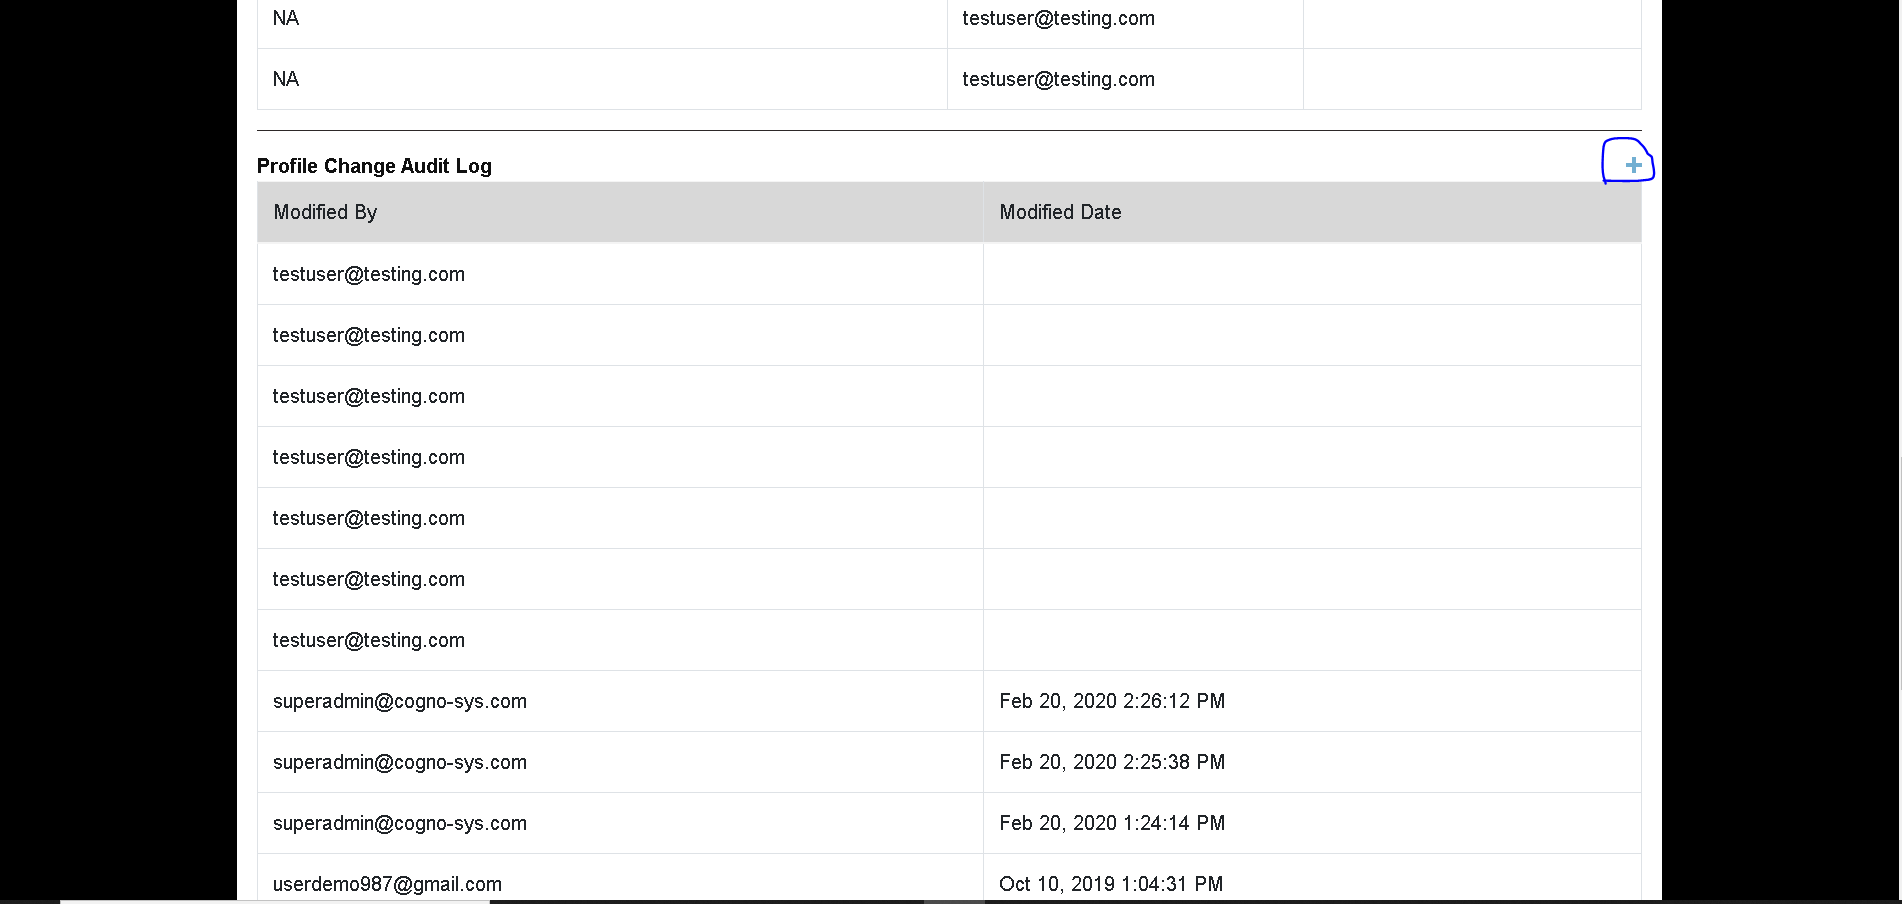 NA testuser@testing.com
NA testuser@testing.com
Profile Change Audit Log +
Modified By Modified Date
testuser@testing.com
testuser@testing.com
testuser@testing.com
testuser@testing.com
testuser@testing.com
testuser@testing.com
testuser@testing.com
superadmin@cogno-sys.com Feb 20, 2020 2:26:12 PM
superadmin@cogno-sys.com Feb 20, 2020 2:25:38 PM
superadmin@cogno-sys.com Feb 20, 2020 1:24:14 PM
userdemo987@gmail.com Oct 10, 2019 1:04:31 PM